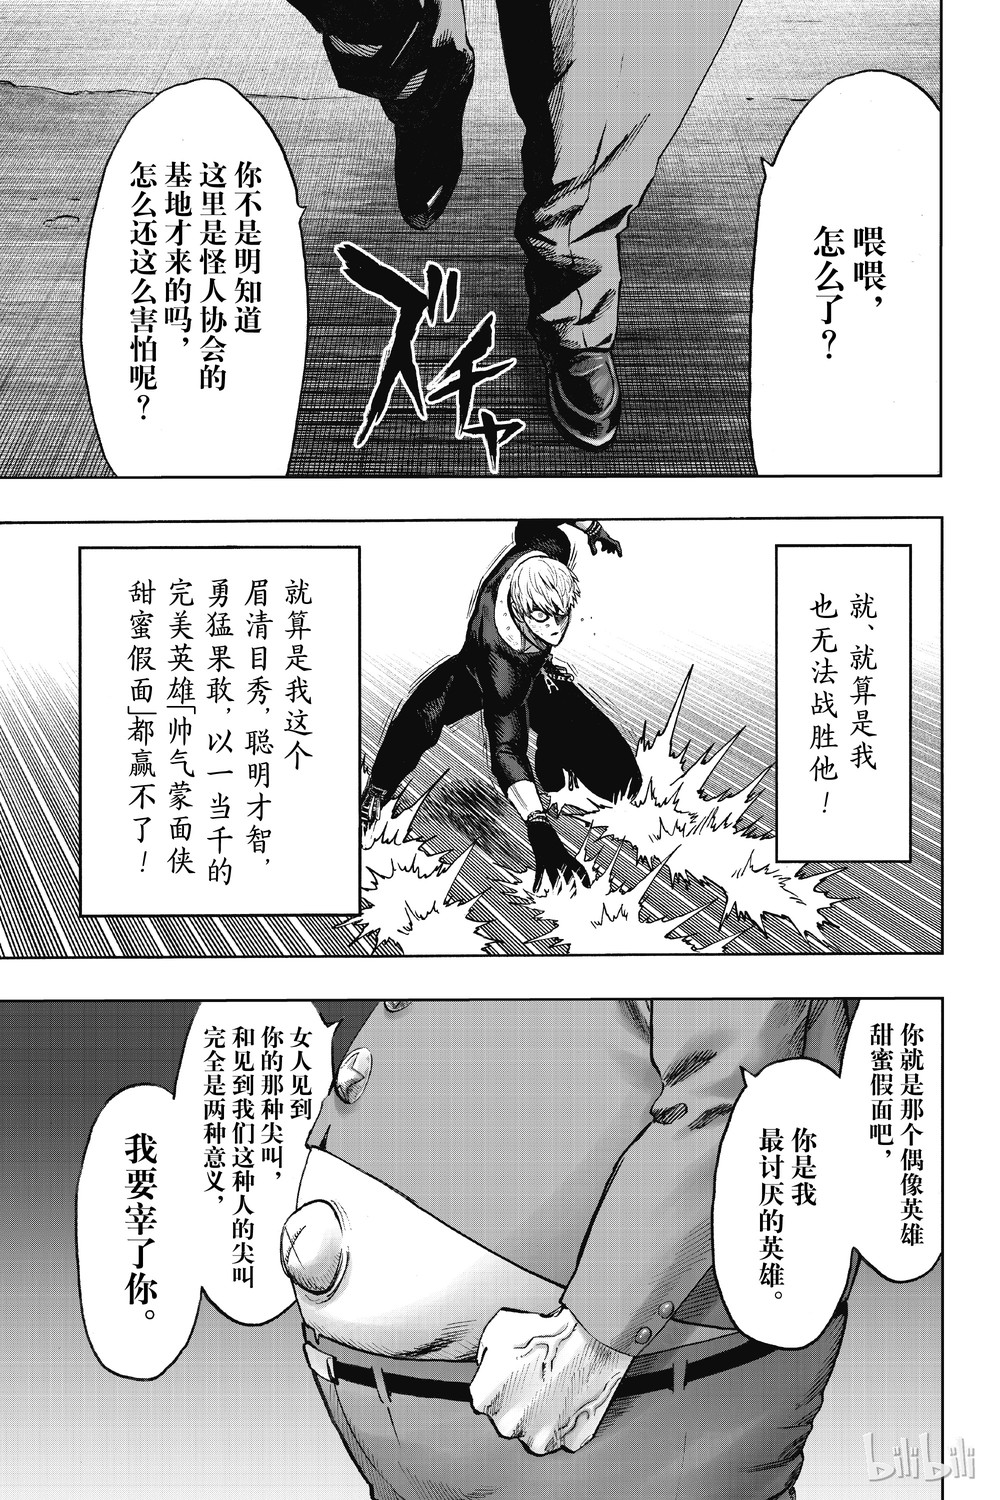 喂喂，
怎么了？
你不是明知道
这里是怪人协会的
基地才来的吗，
怎么还这么害怕呢？
ズチャ
就、就算是我
也无法战胜他！
就算是我这个
眉清目秀，聪明才智，
勇猛果敢，以一当千的
完美英雄「帅气蒙面侠
甜蜜假面」都赢不了！
你就是那个偶像英雄
甜蜜假面吧，
你是我
最讨厌的英雄。
女人见到
你的那种尖叫，
和见到我们这种人的尖叫
完全是两种意义，
我要宰了你。
bilibili